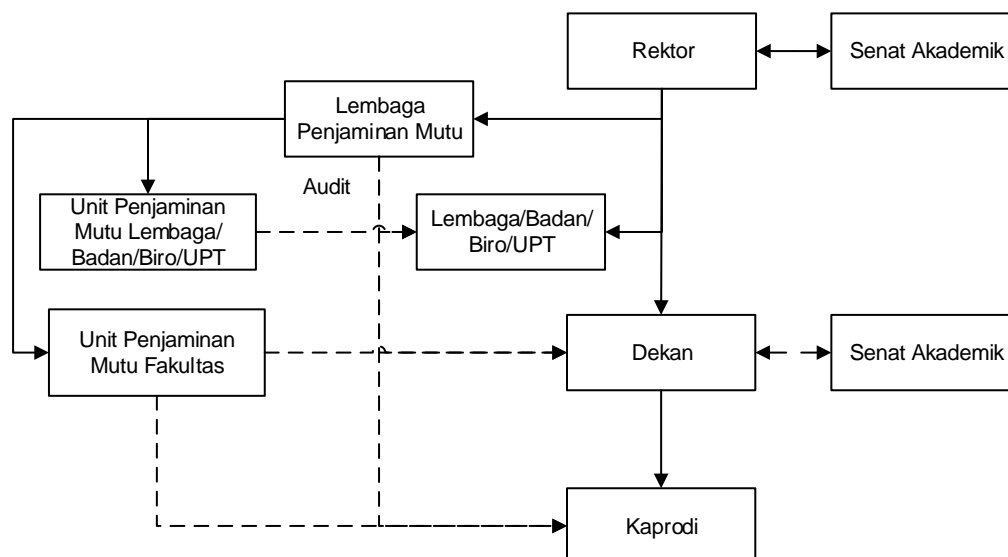 Rektor
Senat Akademik
Lembaga
Penjaminan Mutu
Audit
Unit Penjaminan
Mutu Lembaga/
Badan/Biro/UPT
Lembaga/Badan/
Biro/UPT
Unit Penjaminan
Mutu Fakultas
Dekan
Senat Akademik
Kaprodi